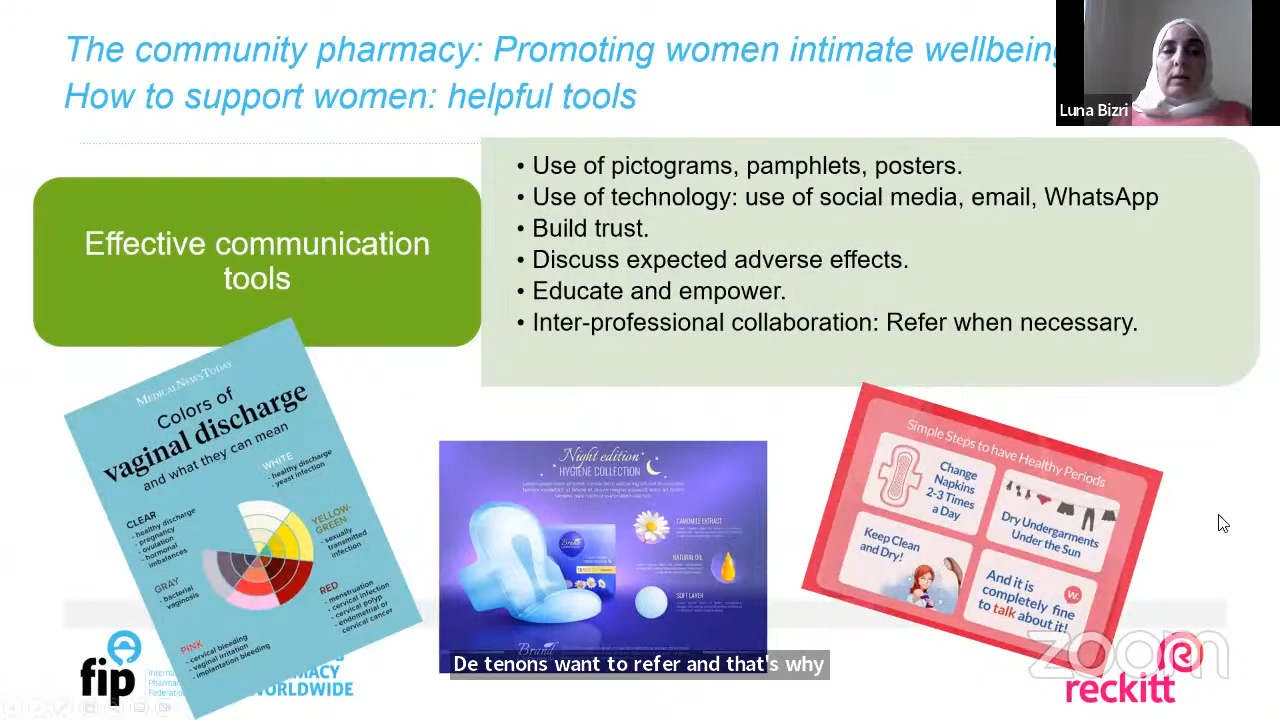 The community pharmacy: Promoting women intimate wellbeing
How to support women: helpful tools
Luna Bizri
Effective communication
tools
• Use of pictograms, pamphlets, posters.
• Use of technology: use of social media, email, WhatsApp
• Build trust.
• Discuss expected adverse effects.
• Educate and empower.
• Inter-professional collaboration: Refer when necessary.
MEDICALNEWSTODAY
Colors of
vaginal discharge
and what they can mean
WHITE
- healthy discharge
- yeast infection
CLEAR
- healthy discharge
- pregnancy
- ovulation
- hormonal
imbalances
YELLOW-
GREEN
- sexually
transmitted
infection
GRAY
- bacterial
vaginosis
RED
- menstruation
- cervical infection
- cervical polyp
- endometrial or
cervical cancer
PINK
- cervical bleeding
- vaginal irritation
- implantation bleeding
Night edition
HYGIENE COLLECTION
Brand
CAMOMILE EXTRACT
NATURAL OIL
SOFT LAYER
Brand
Simple Steps to have Healthy Periods
Change
Napkins
2-3 Times
a Day
Dry Undergarments
Under the Sun
Keep Clean
and Dry!
And it is
completely fine
to talk about it!
w.
De tenons want to refer and that's why
fip
WORLDWIDE
zoom
reckitt